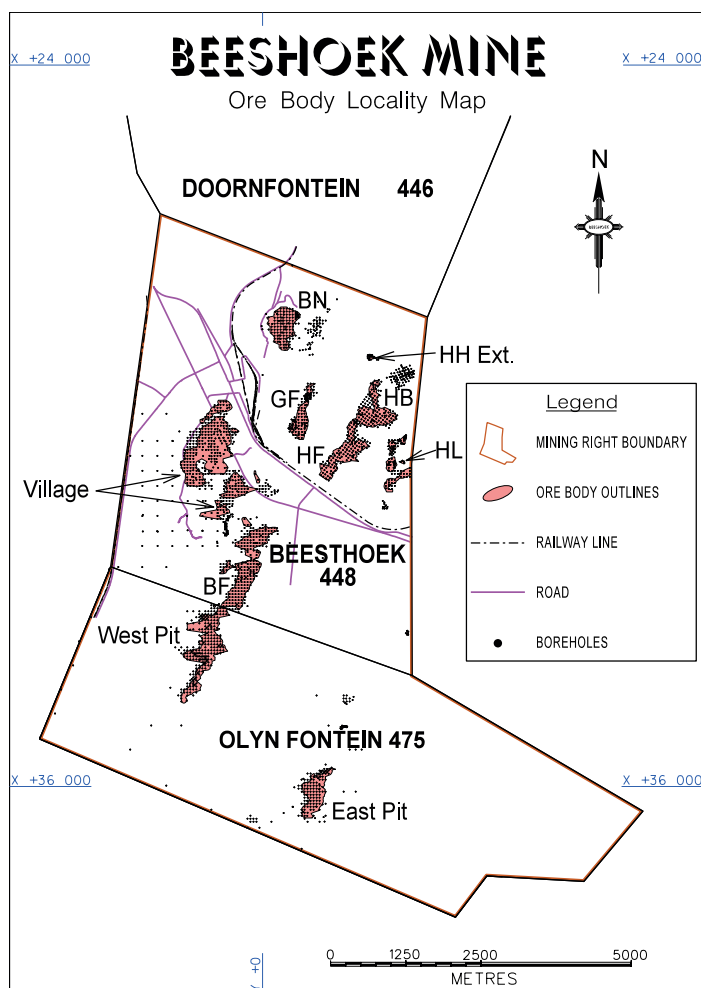 BEESHOEK MINE
X +24 000
X +24 000
Ore Body Locality Map
N
BEESHOEK
DOORNFONTEIN 446
BN
HH Ext.
GF
HB
HF
HL
Village
BEESTHOEK
448
BF
West Pit
OLYN FONTEIN 475
East Pit
Legend
MINING RIGHT BOUNDARY
ORE BODY OUTLINES
RAILWAY LINE
ROAD
BOREHOLES
X +36 000
X +36 000
0 1250 2500 5000
METRES
+0